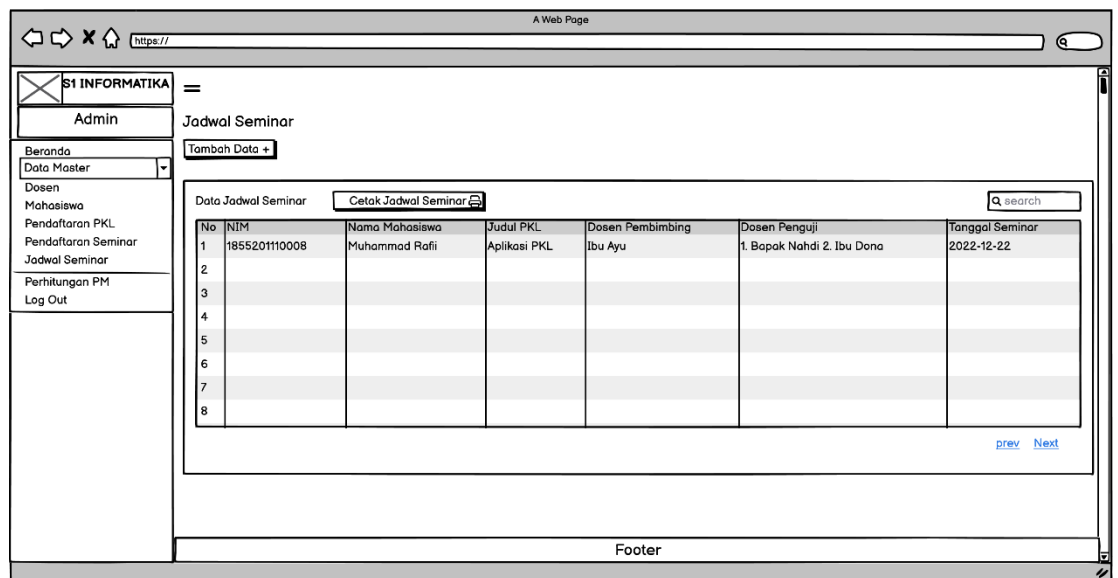 A Web Page
https://
S1 INFORMATIKA
Admin
Beranda
Data Master
Dosen
Mahasiswa
Pendaftaran PKL
Pendaftaran Seminar
Jadwal Seminar
Perhitungan PM
Log Out
Jadwal Seminar
Tambah Data +
Data Jadwal Seminar Cetak Jadwal Seminar search
No NIM Nama Mahasiswa Judul PKL Dosen Pembimbing Dosen Penguji Tanggal Seminar
1 1855201110008 Muhammad Rafii Aplikasi PKL Ibu Ayu 1. Bapak Nahdi 2. Ibu Dona 2022-12-22
2
3
4
5
6
7
8
prev Next
Footer